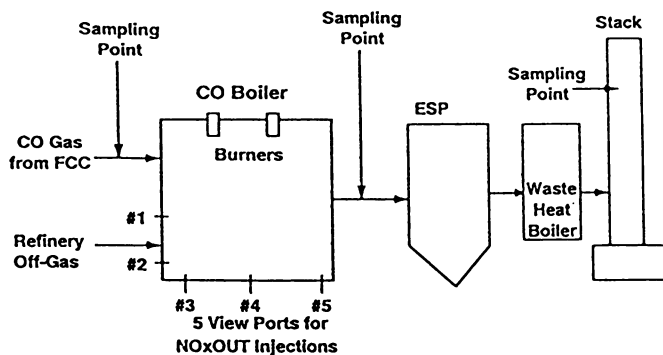 Sampling
Point
Sampling
Point
Stack
CO Boiler
Sampling
Point
ESP
CO Gas
from FCC
Burners
#1
Waste
Heat
Boiler
Refinery
Off-Gas
#2
#3
#4
#5
5 View Ports for
NOxOUT Injections